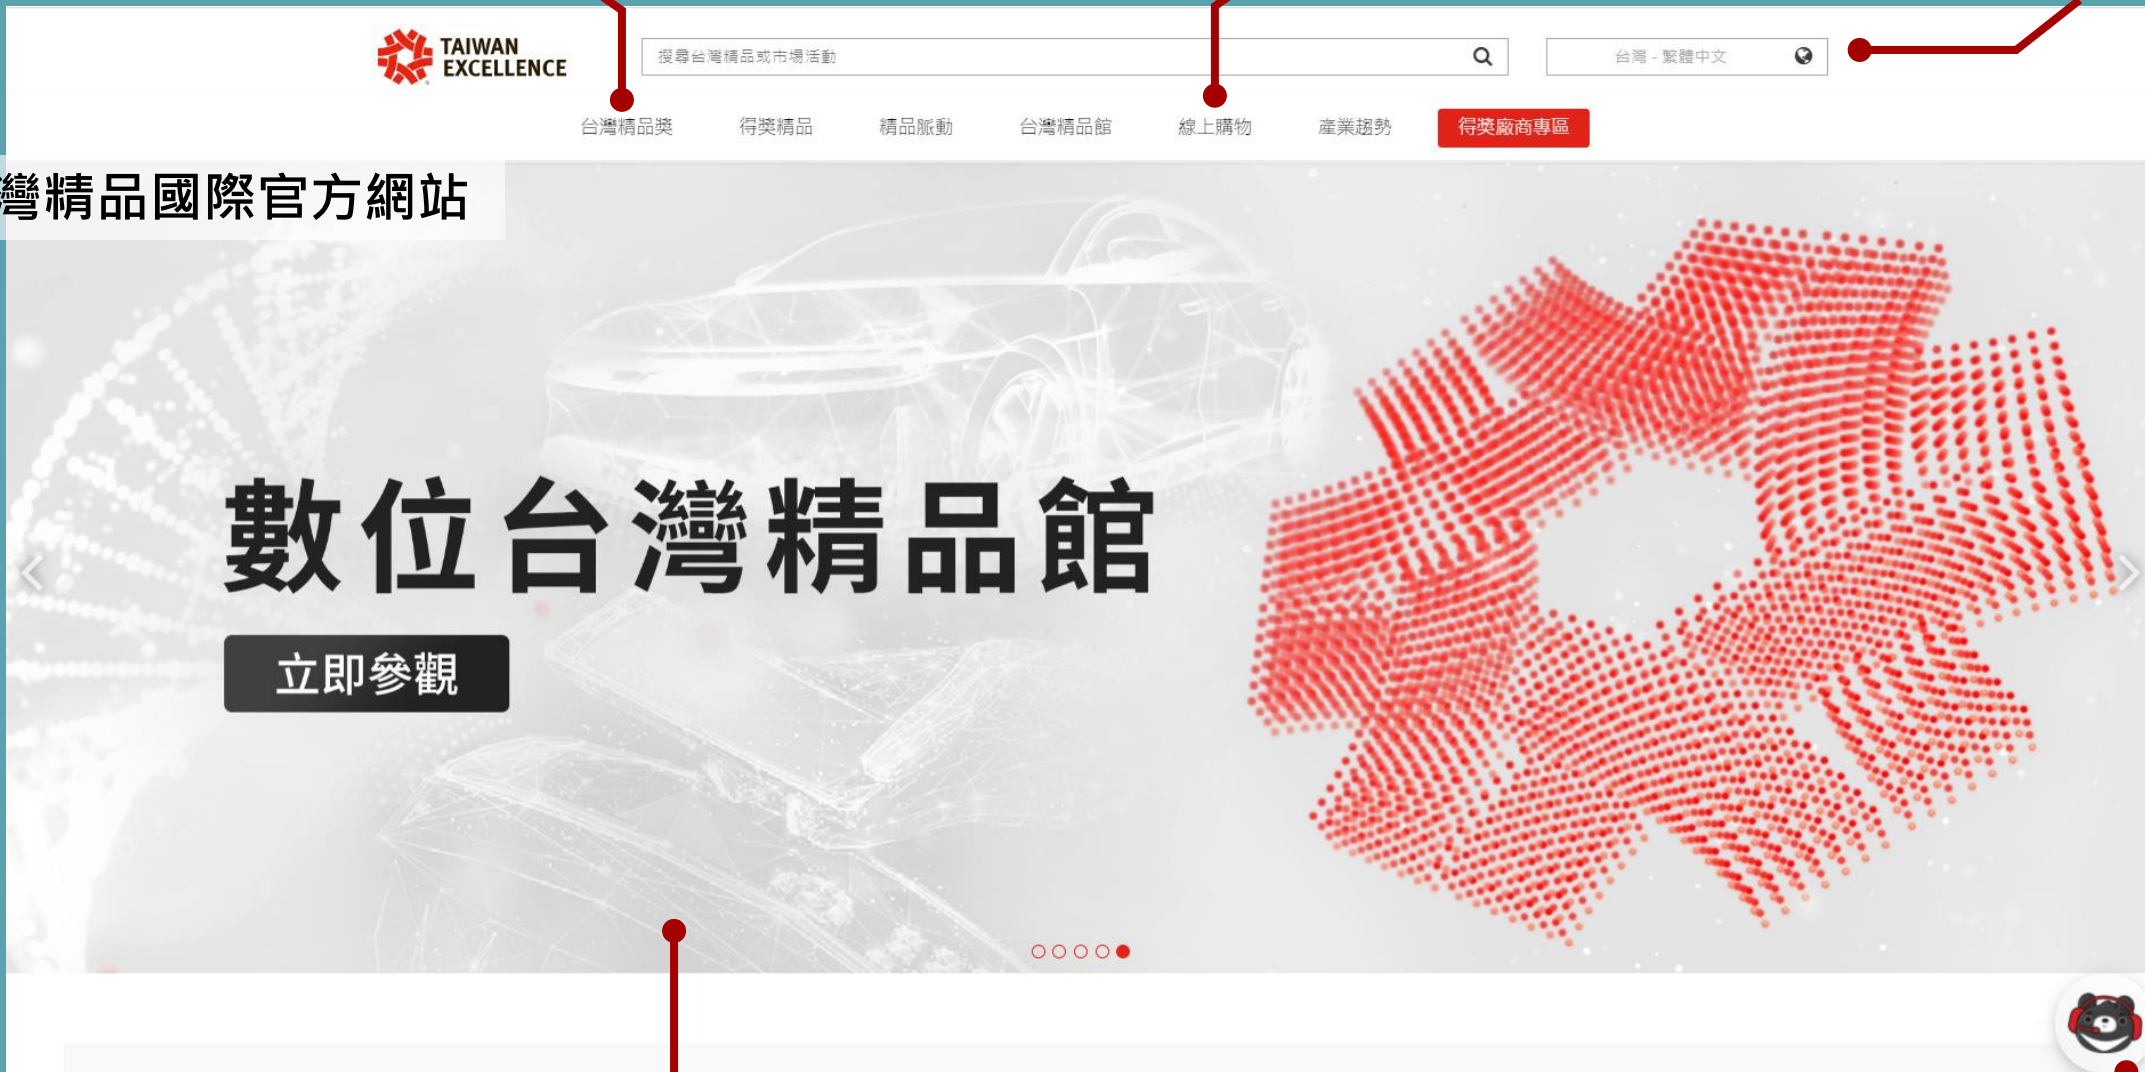 TAIWAN
EXCELLENCE
搜尋台灣精品或市場活動
台灣 - 繁體中文
台灣精品獎
得獎精品
精品脈動
台灣精品館
線上購物
產業趨勢
得獎廠商專區
灣精品國際官方網站
數位台灣精品館
立即參觀